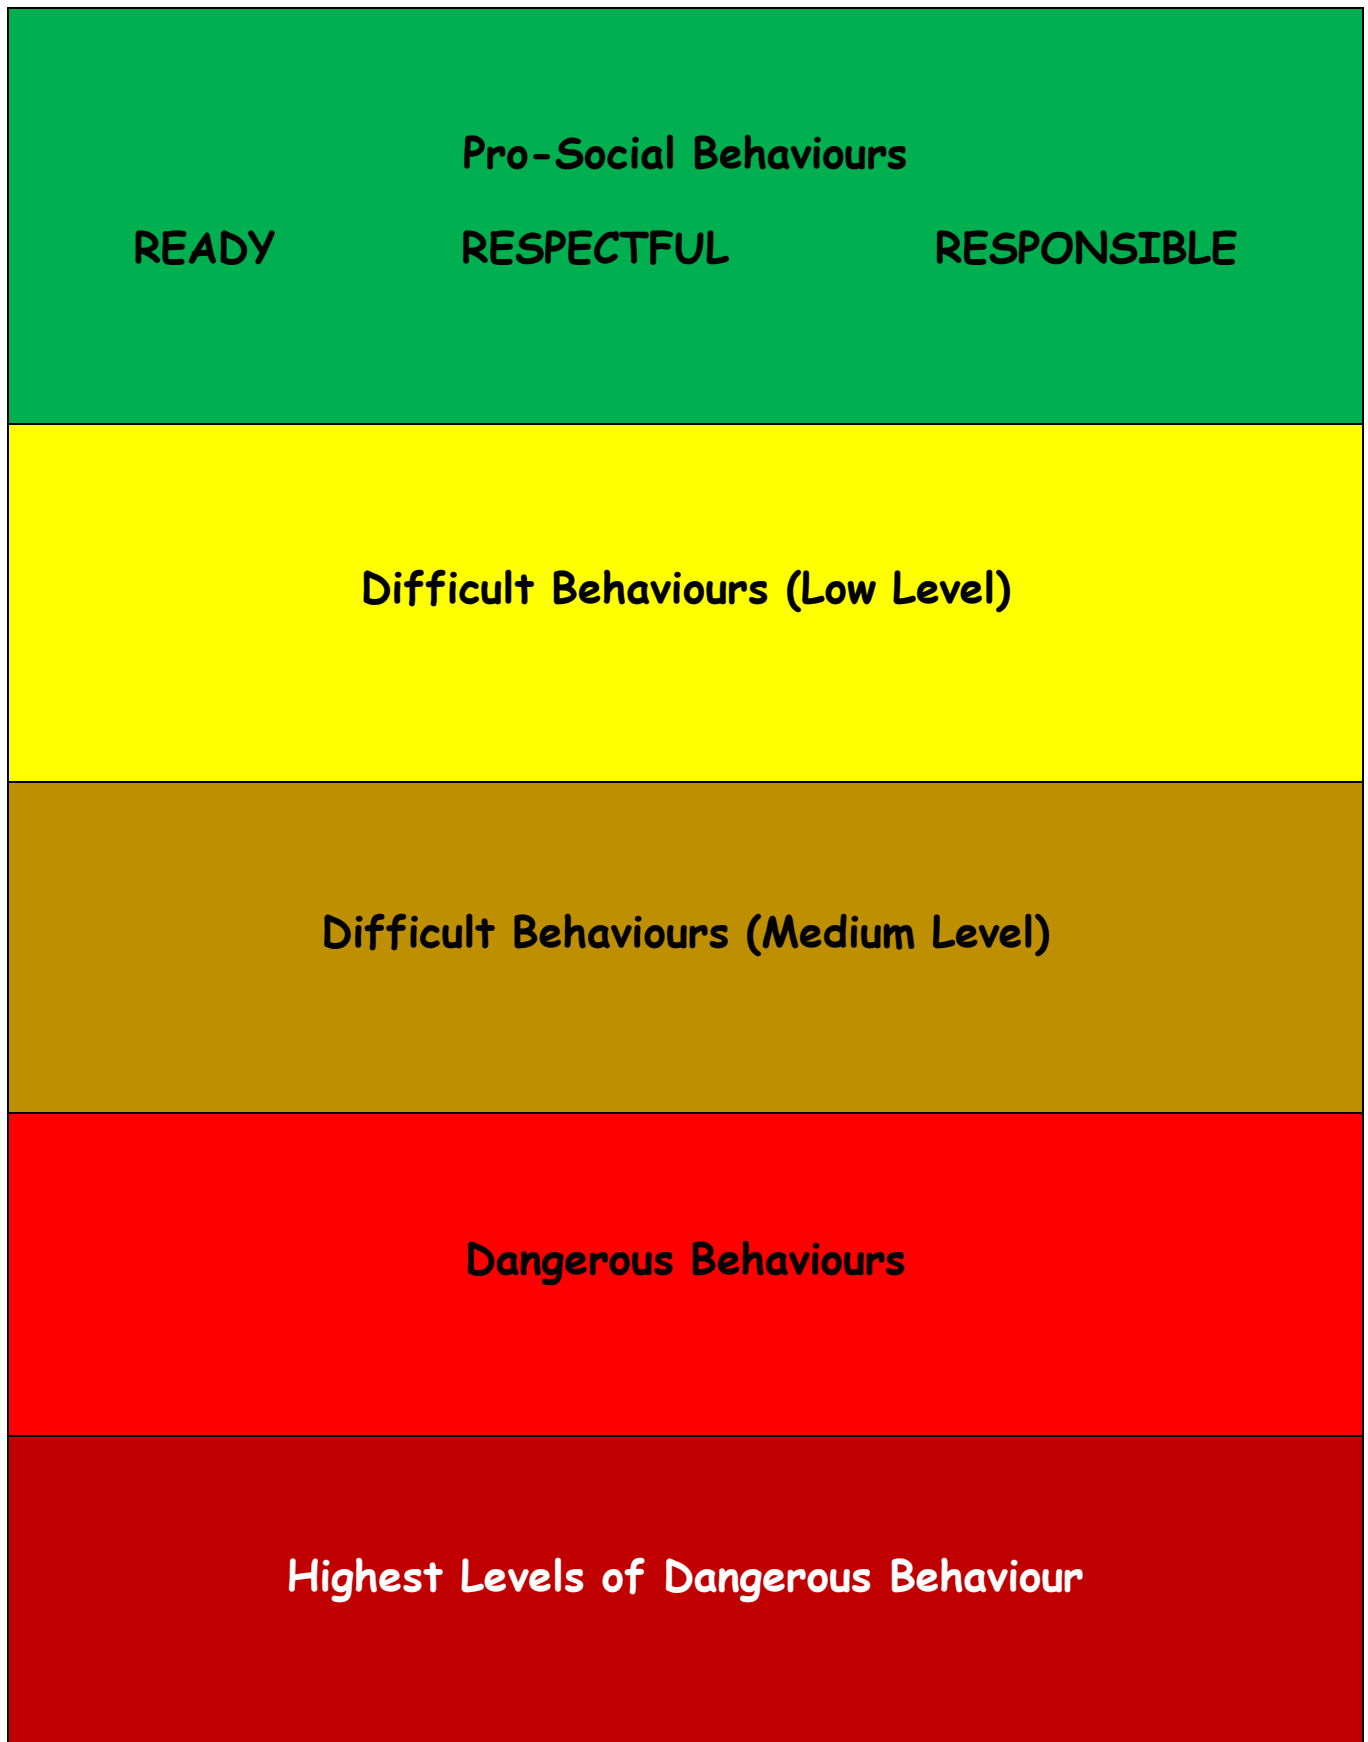 Pro-Social Behaviours
READY RESPECTFUL RESPONSIBLE
Difficult Behaviours (Low Level)
Difficult Behaviours (Medium Level)
Dangerous Behaviours
Highest Levels of Dangerous Behaviour